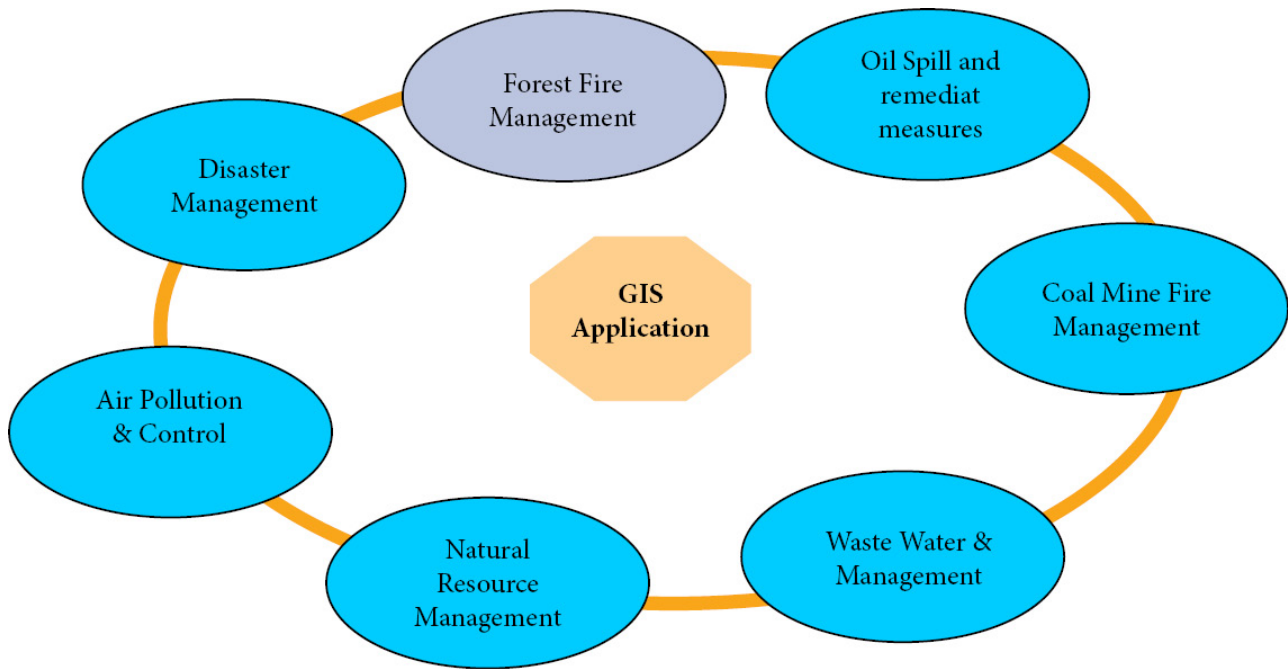 Forest Fire
Management
Oil Spill and
remediat
measures
Disaster
Management
Coal Mine Fire
Management
GIS
Application
Air Pollution
& Control
Waste Water &
Management
Natural
Resource
Management